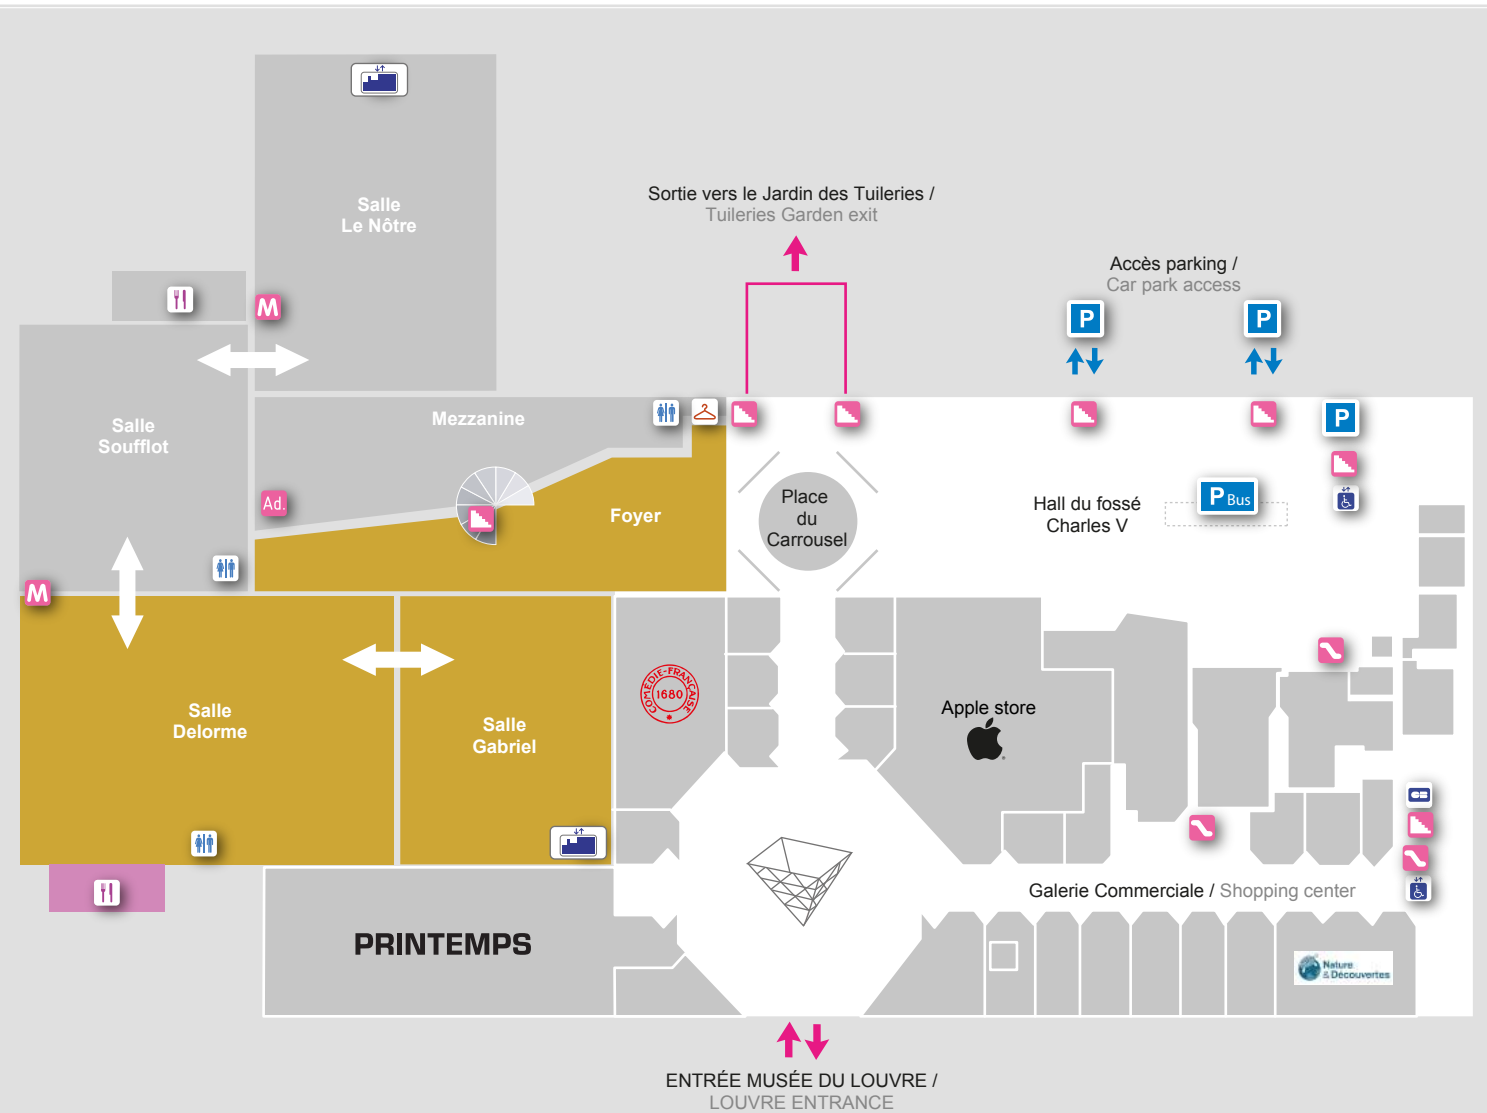 Salle
Le Nôtre
Sortie vers le Jardin des Tuileries /
Tuileries Garden exit
Accès parking /
Car park access
P
P
M
Salle
Soufflot
Mezzanine
P
Ad.
Foyer
Place
du
Carrousel
Hall du fossé
Charles V
P Bus
M
Salle
Delorme
Salle
Gabriel
COMÉDIE-FRANÇAISE
1680
Apple store
Galerie Commerciale / Shopping center
PRINTEMPS
Nature
& Découvertes
ENTRÉE MUSÉE DU LOUVRE /
LOUVRE ENTRANCE